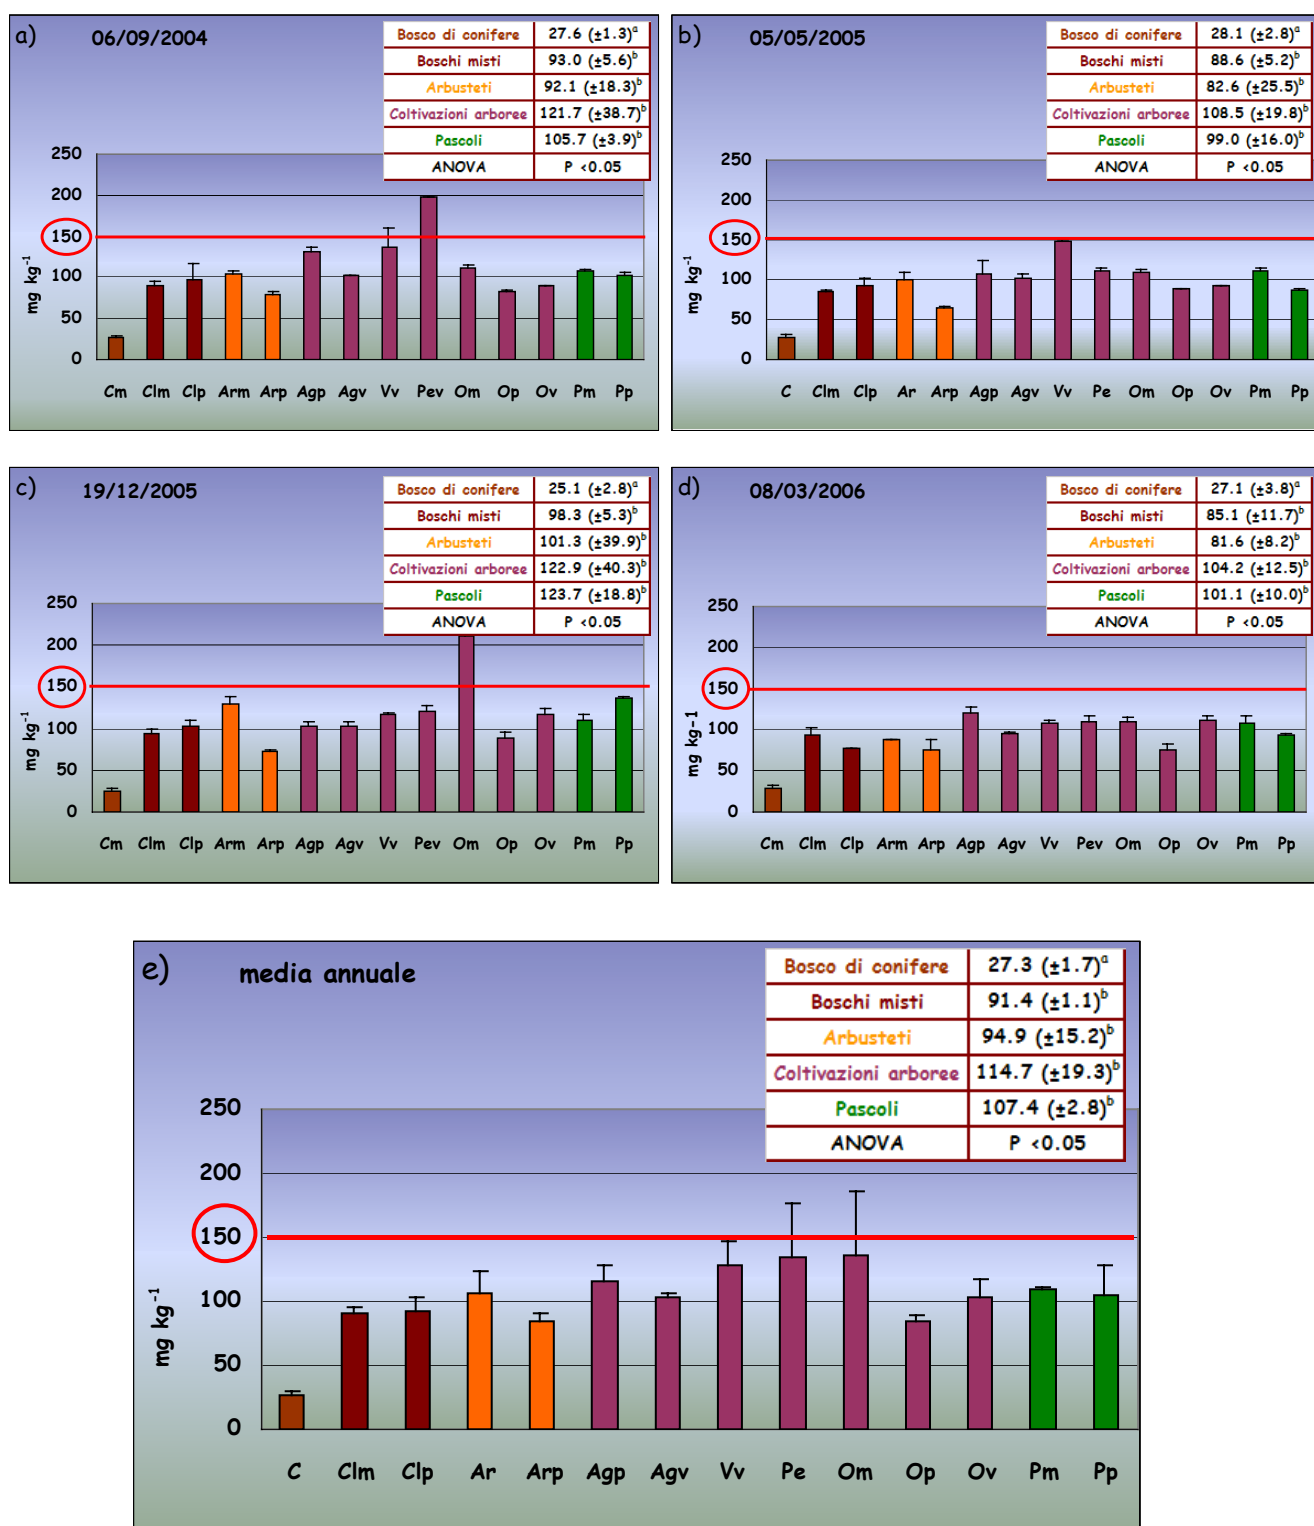 a) 06/09/2004
Bosco di conifere 27.6 (±1.3)ᵃ
Boschi misti 93.0 (±5.6)ᵇ
Arbusteti 92.1 (±18.3)ᵇ
Coltivazioni arboree 121.7 (±38.7)ᵇ
Pascoli 105.7 (±3.9)ᵇ
ANOVA P <0.05
250
200
150
100
50
0
mg kg⁻¹
Cm Clm Clp Arm Arp Agp Agv Vv Pev Om Op Ov Pm Pp
b) 05/05/2005
Bosco di conifere 28.1 (±2.8)ᵃ
Boschi misti 88.6 (±5.2)ᵇ
Arbusteti 82.6 (±25.5)ᵇ
Coltivazioni arboree 108.5 (±19.8)ᵇ
Pascoli 99.0 (±16.0)ᵇ
ANOVA P <0.05
250
200
150
100
50
0
mg kg⁻¹
C Clm Clp Ar Arp Agp Agv Vv Pe Om Op Ov Pm Pp
c) 19/12/2005
Bosco di conifere 25.1 (±2.8)ᵃ
Boschi misti 98.3 (±5.3)ᵇ
Arbusteti 101.3 (±39.9)ᵇ
Coltivazioni arboree 122.9 (±40.3)ᵇ
Pascoli 123.7 (±18.8)ᵇ
ANOVA P <0.05
250
200
150
100
50
0
mg kg⁻¹
Cm Clm Clp Arm Arp Agp Agv Vv Pev Om Op Ov Pm Pp
d) 08/03/2006
Bosco di conifere 27.1 (±3.8)ᵃ
Boschi misti 85.1 (±11.7)ᵇ
Arbusteti 81.6 (±8.2)ᵇ
Coltivazioni arboree 104.2 (±12.5)ᵇ
Pascoli 101.1 (±10.0)ᵇ
ANOVA P <0.05
250
200
150
100
50
0
mg kg-1
Cm Clm Clp Arm Arp Agp Agv Vv Pev Om Op Ov Pm Pp
e) media annuale
Bosco di conifere 27.3 (±1.7)ᵃ
Boschi misti 91.4 (±1.1)ᵇ
Arbusteti 94.9 (±15.2)ᵇ
Coltivazioni arboree 114.7 (±19.3)ᵇ
Pascoli 107.4 (±2.8)ᵇ
ANOVA P <0.05
250
200
150
100
50
0
mg kg⁻¹
C Clm Clp Ar Arp Agp Agv Vv Pe Om Op Ov Pm Pp